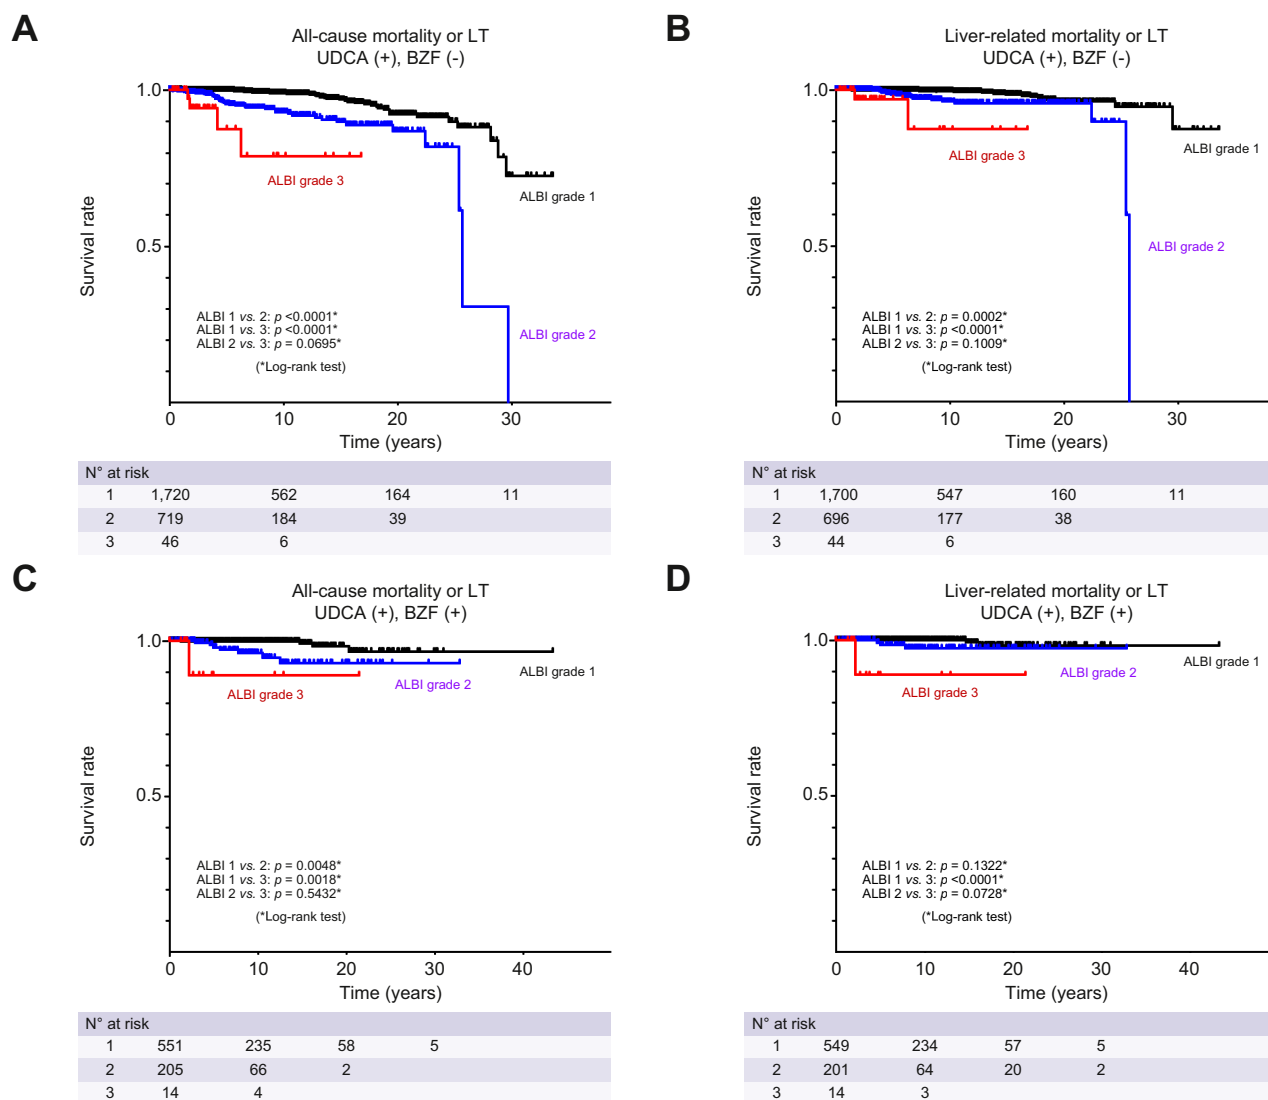 A
All-cause mortality or LT
UDCA (+), BZF (-)
1.0
0.5
Survival rate
ALBI grade 3
ALBI grade 1
ALBI grade 2
ALBI 1 vs. 2: p <0.0001*
ALBI 1 vs. 3: p <0.0001*
ALBI 2 vs. 3: p = 0.0695*
(*Log-rank test)
0 10 20 30
Time (years)
N° at risk
1 1,720 562 164 11
2 719 184 39
3 46 6
B
Liver-related mortality or LT
UDCA (+), BZF (-)
1.0
0.5
Survival rate
ALBI grade 3
ALBI grade 1
ALBI grade 2
ALBI 1 vs. 2: p = 0.0002*
ALBI 1 vs. 3: p <0.0001*
ALBI 2 vs. 3: p = 0.1009*
(*Log-rank test)
0 10 20 30
Time (years)
N° at risk
1 1,700 547 160 11
2 696 177 38
3 44 6
C
All-cause mortality or LT
UDCA (+), BZF (+)
1.0
0.5
Survival rate
ALBI grade 3
ALBI grade 2
ALBI grade 1
ALBI 1 vs. 2: p = 0.0048*
ALBI 1 vs. 3: p = 0.0018*
ALBI 2 vs. 3: p = 0.5432*
(*Log-rank test)
0 10 20 30 40
Time (years)
N° at risk
1 551 235 58 5
2 205 66 2
3 14 4
D
Liver-related mortality or LT
UDCA (+), BZF (+)
1.0
0.5
Survival rate
ALBI grade 3
ALBI grade 2
ALBI grade 1
ALBI 1 vs. 2: p = 0.1322*
ALBI 1 vs. 3: p <0.0001*
ALBI 2 vs. 3: p = 0.0728*
(*Log-rank test)
0 10 20 30 40
Time (years)
N° at risk
1 549 234 57 5
2 201 64 20 2
3 14 3